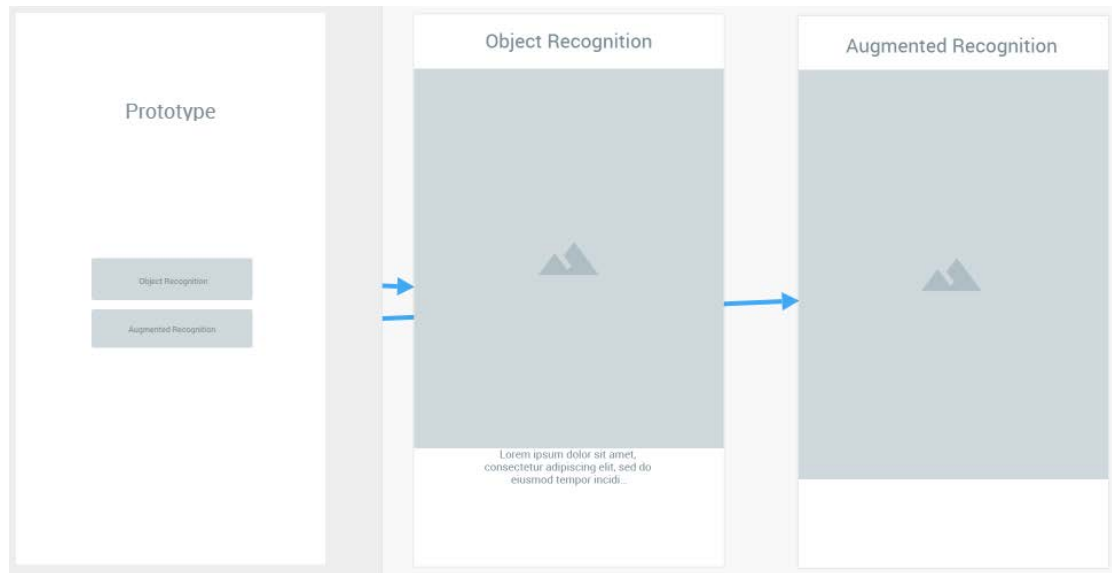 Prototype
Object Recognition
Augmented Recognition
Object Recognition
Lorem ipsum dolor sit amet,
consectetur adipiscing elit, sed do
eiusmod tempor incidi...
Augmented Recognition